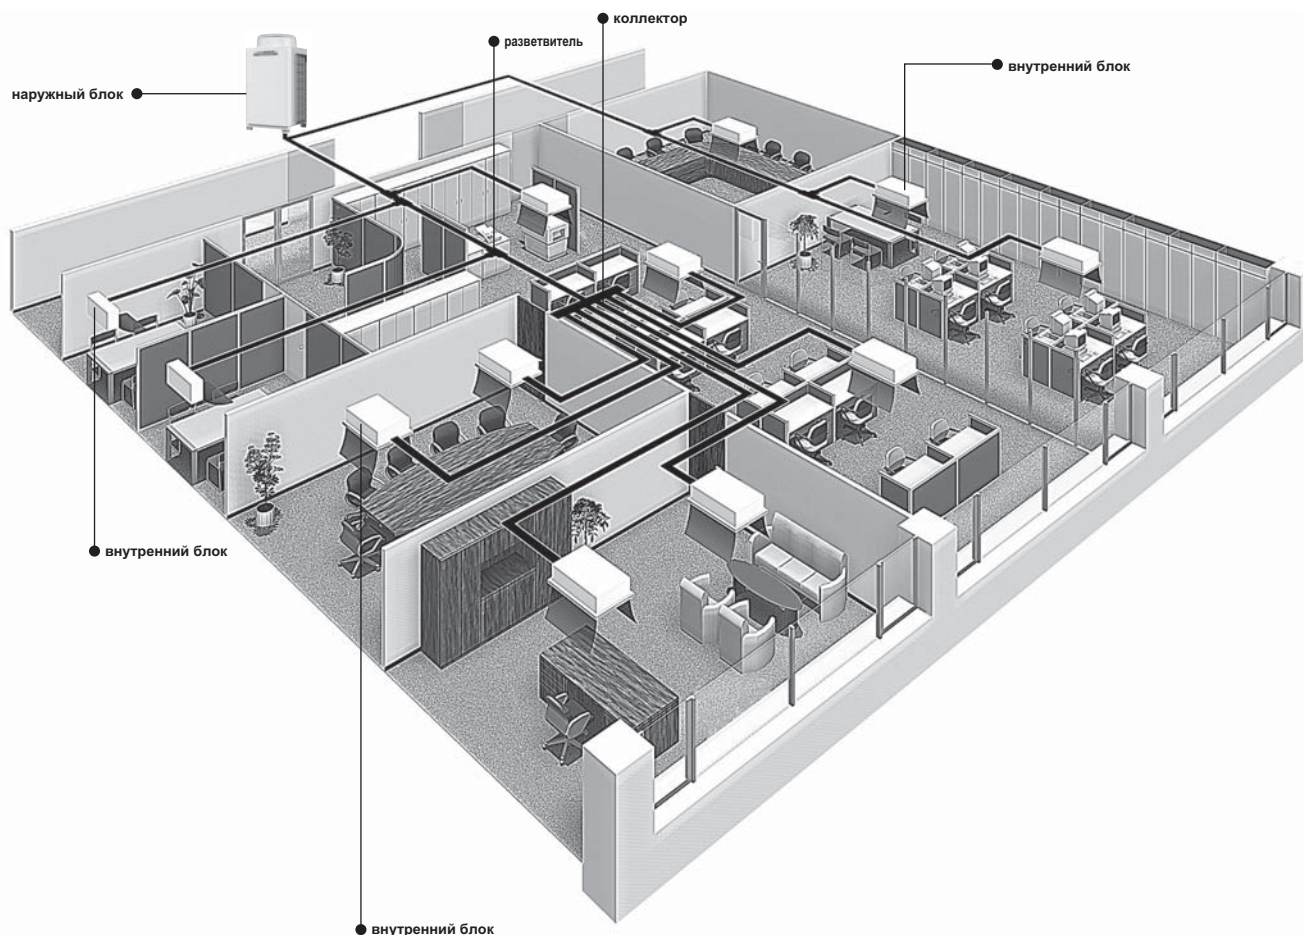 коллектор
разветвитель
внутренний блок
наружный блок
внутренний блок
внутренний блок